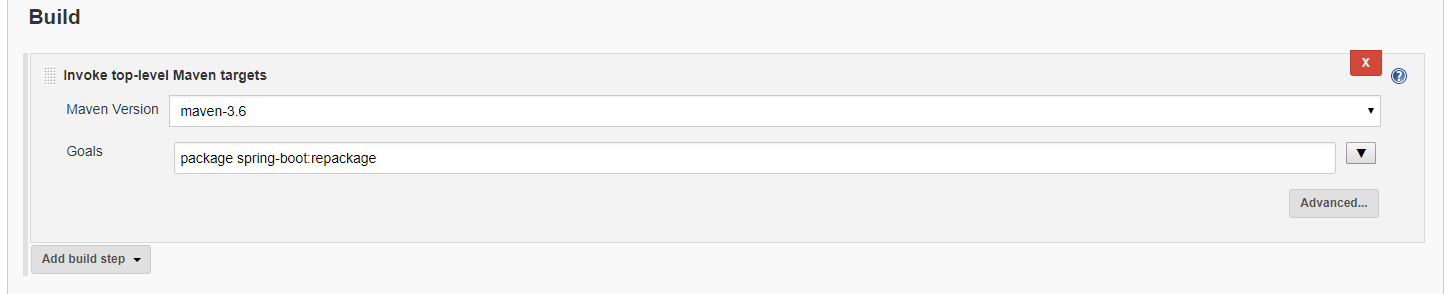 Build
Invoke top-level Maven targets
X
?
Maven Version
maven-3.6
Goals
package spring-boot:repackage
Advanced...
Add build step